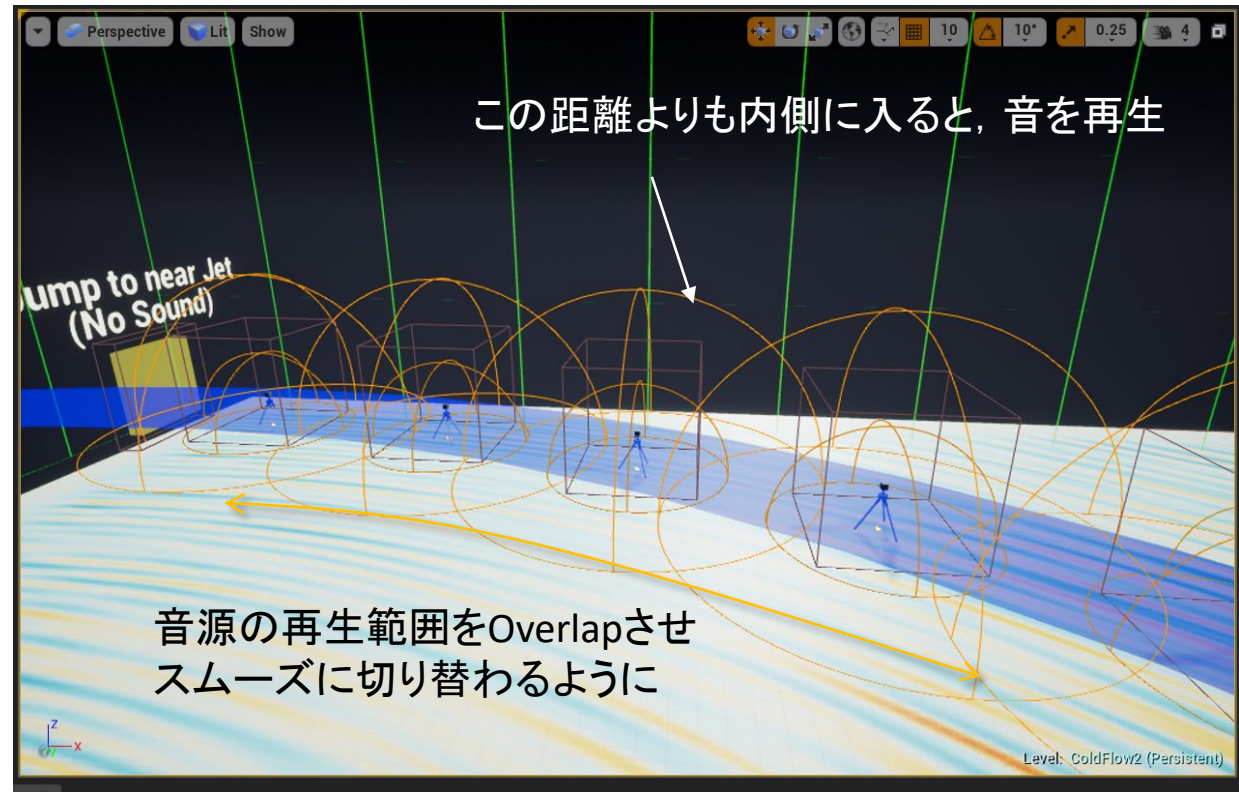 Perspective Lit Show 10 10° 0.25 4
この距離よりも内側に入ると, 音を再生
ump to near Jet
(No Sound)
音源の再生範囲をOverlapさせ
スムーズに切り替わるように
Z
X
Level: ColdFlow2 (Persistent)